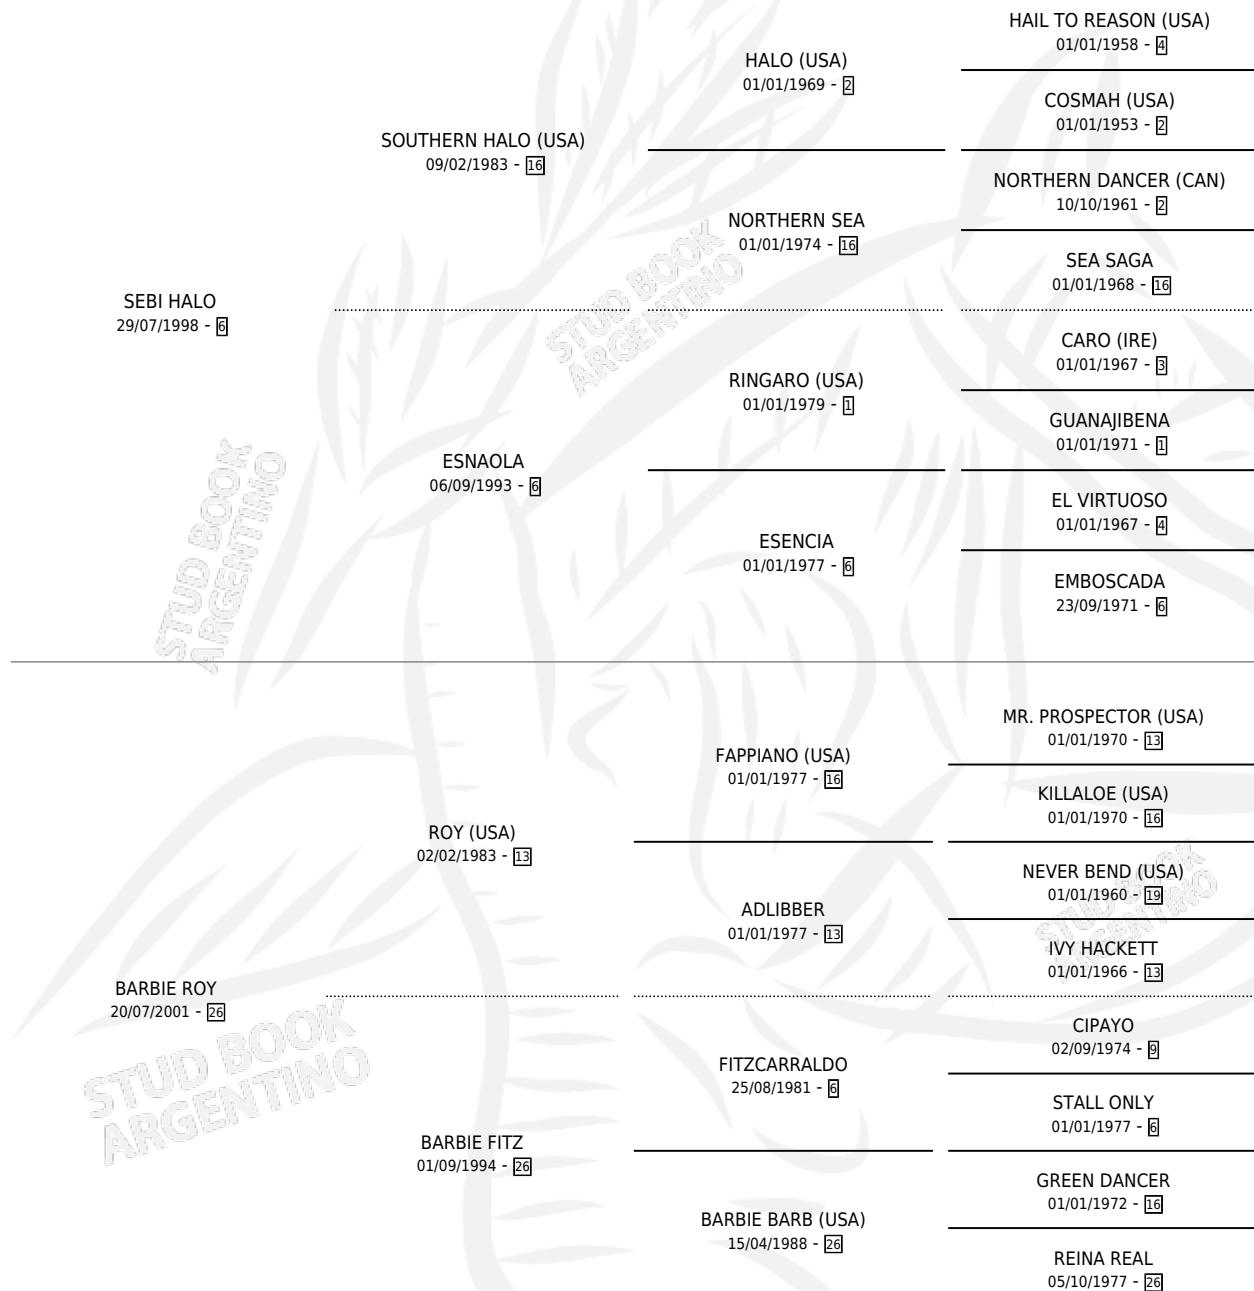 HAIL TO REASON (USA)
01/01/1958 - 4
HALO (USA)
01/01/1969 - 2
COSMAH (USA)
01/01/1953 - 2
SOUTHERN HALO (USA)
09/02/1983 - 16
NORTHERN DANCER (CAN)
10/10/1961 - 2
NORTHERN SEA
01/01/1974 - 16
SEA SAGA
01/01/1968 - 16
SEBI HALO
29/07/1998 - 6
STUD BOOK
ARGENTINO
CARO (IRE)
01/01/1967 - 3
RINGARO (USA)
01/01/1979 - 1
GUANAJIBENA
01/01/1971 - 1
ESNAOLA
06/09/1993 - 6
EL VIRTUOSO
01/01/1967 - 4
ESENCIA
01/01/1977 - 6
EMBOSCADA
23/09/1971 - 6
STUD BOOK
ARGENTINO
MR. PROSPECTOR (USA)
01/01/1970 - 13
FAPPIANO (USA)
01/01/1977 - 16
KILLALOE (USA)
01/01/1970 - 16
ROY (USA)
02/02/1983 - 13
NEVER BEND (USA)
01/01/1960 - 19
STUD BOOK
ARGENTINO
ADLIBBER
01/01/1977 - 13
IVY HACKETT
01/01/1966 - 13
BARBIE ROY
20/07/2001 - 26
STUD BOOK
ARGENTINO
CIPAYO
02/09/1974 - 9
FITZCARRALDO
25/08/1981 - 6
STALL ONLY
01/01/1977 - 6
BARBIE FITZ
01/09/1994 - 26
GREEN DANCER
01/01/1972 - 16
BARBIE BARB (USA)
15/04/1988 - 26
REINA REAL
05/10/1977 - 26